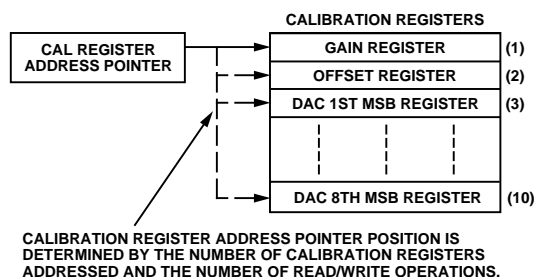 CALIBRATION REGISTERS
CAL REGISTER
ADDRESS POINTER
GAIN REGISTER (1)
OFFSET REGISTER (2)
DAC 1ST MSB REGISTER (3)
DAC 8TH MSB REGISTER (10)
CALIBRATION REGISTER ADDRESS POINTER POSITION IS
DETERMINED BY THE NUMBER OF CALIBRATION REGISTERS
ADDRESSED AND THE NUMBER OF READ/WRITE OPERATIONS.